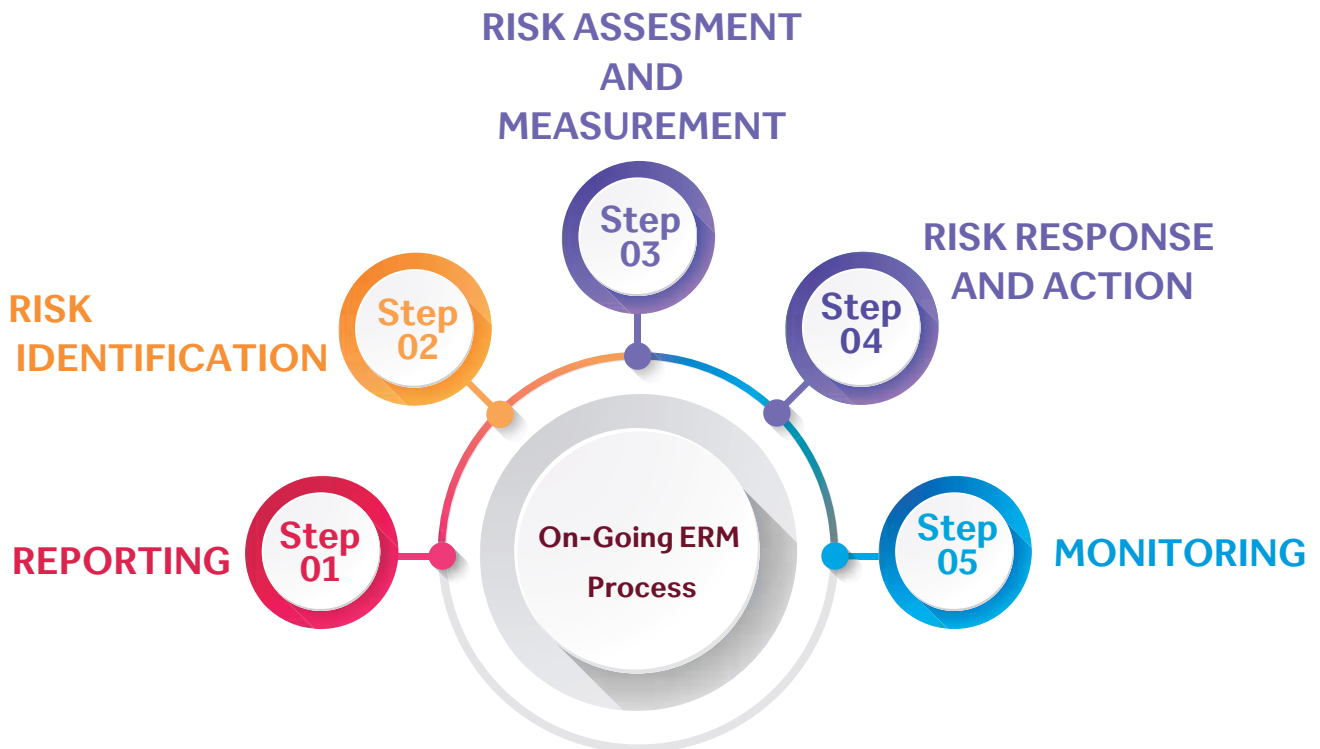 RISK ASSESMENT
AND
MEASUREMENT
Step
03
RISK RESPONSE
AND ACTION
Step
04
RISK
IDENTIFICATION
Step
02
On-Going ERM
Process
REPORTING
Step
01
Step
05
MONITORING